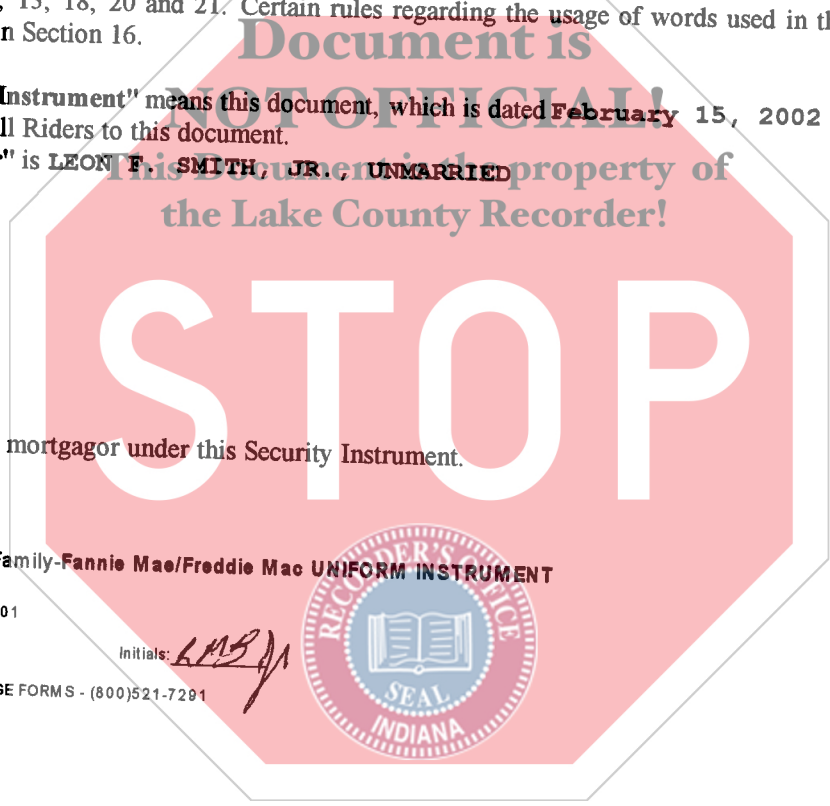 , 13, 18, 20 and 21. Certain rules regarding the usage of words used in th
n Section 16.
Document is
Instrument" means this document, which is dated February 15, 2002
NOT OFFICIAL!
ll Riders to this document.
" is LEON F. SMITH, JR., UNMARRIED
This Document is the property of
the Lake County Recorder!
STOP
mortgagor under this Security Instrument.
Family-Fannie Mae/Freddie Mac UNIFORM INSTRUMENT
01
RECORDER'S OFFICE
Initials:
SEAL
GE FORMS - (800)521-7291
INDIANA